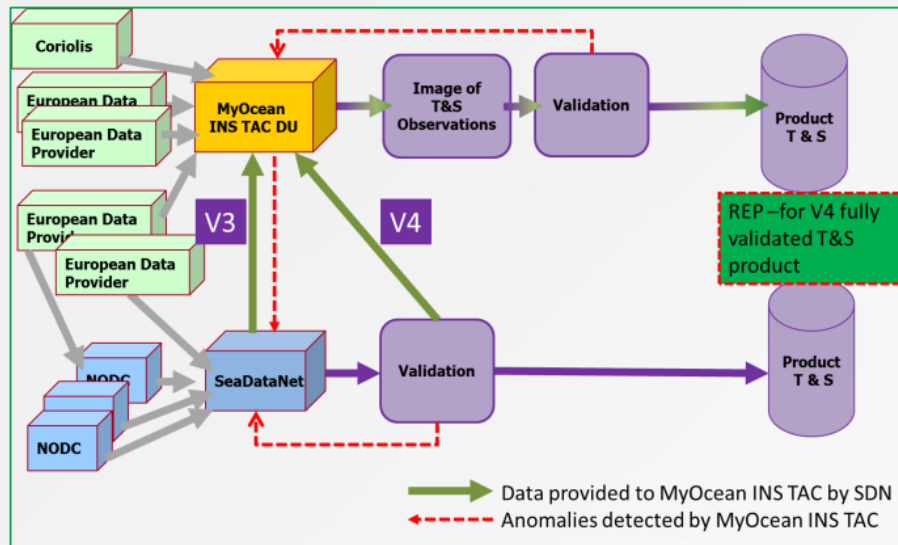 Coriolis
European Data
European Data
Provider
MyOcean
INS TAC DU
Image of
T&S
Observations
Validation
Product
T & S
European Data
European Data
Provider
V3
V4
REP –for V4 fully
validated T&S
product
NODC
NODC
SeaDataNet
Validation
Product
T & S
Data provided to MyOcean INS TAC by SDN
Anomalies detected by MyOcean INS TAC